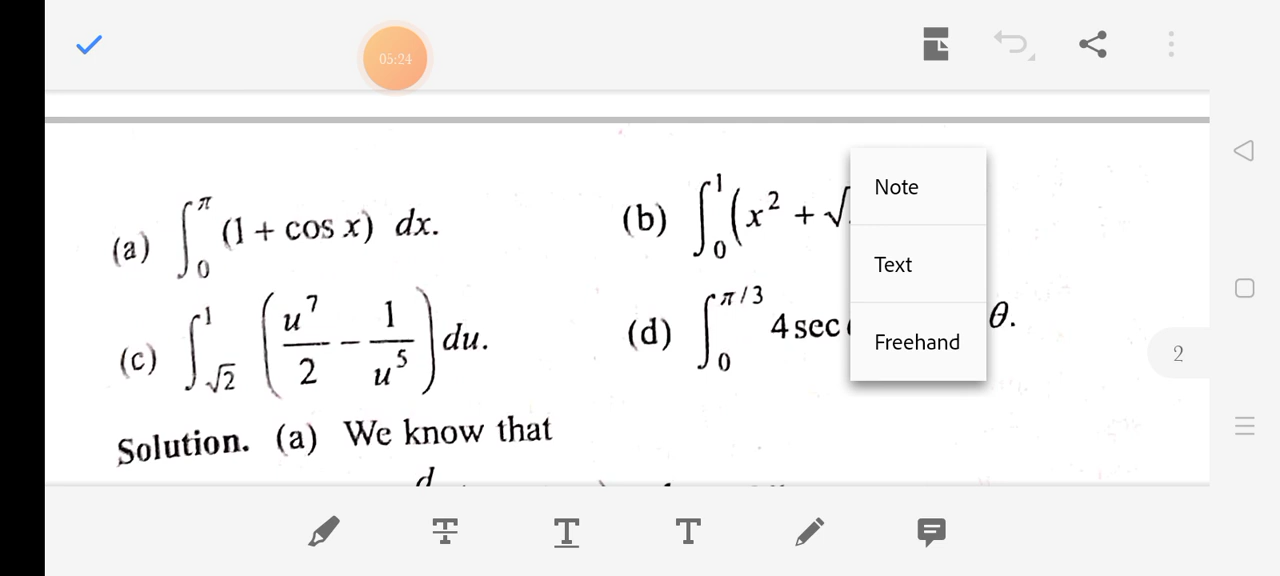 05:24
(a) ∫₀^π (1 + cos x) dx.
(b) ∫₀¹ (x² + √
(c) ∫_√2^1 (u⁷/2 − 1/u⁵) du.
(d) ∫₀^π/3 4 sec θ.
Solution. (a) We know that
d
Note
Text
Freehand
2